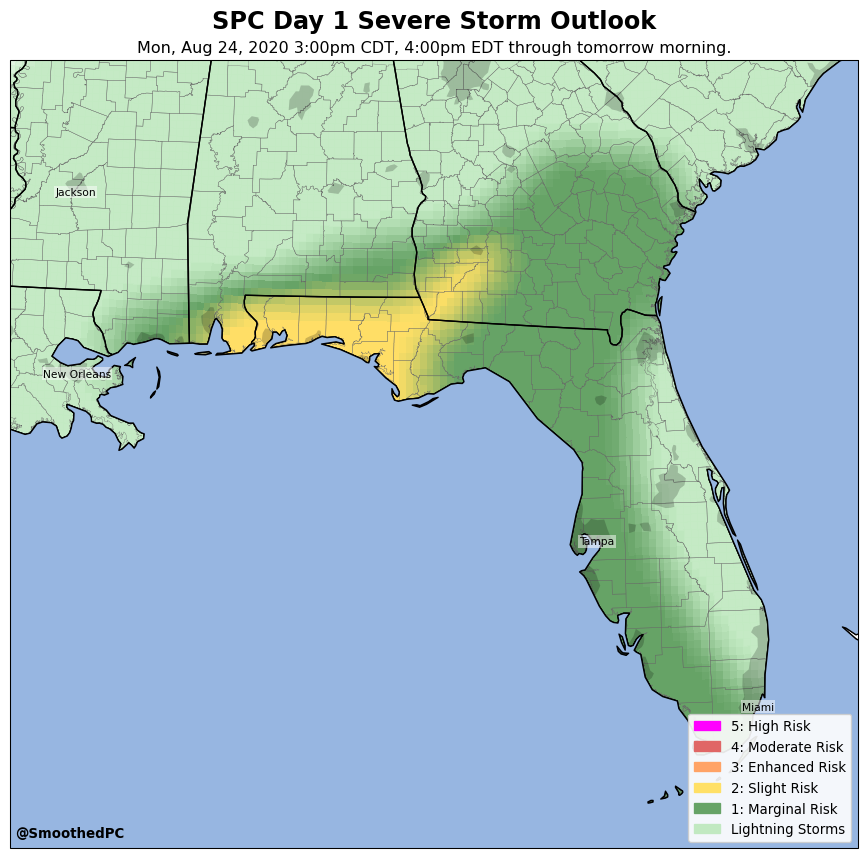 SPC Day 1 Severe Storm Outlook
Mon, Aug 24, 2020 3:00pm CDT, 4:00pm EDT through tomorrow morning.
Jackson
New Orleans
Tampa
Miami
5: High Risk
4: Moderate Risk
3: Enhanced Risk
2: Slight Risk
1: Marginal Risk
Lightning Storms
@SmoothedPC